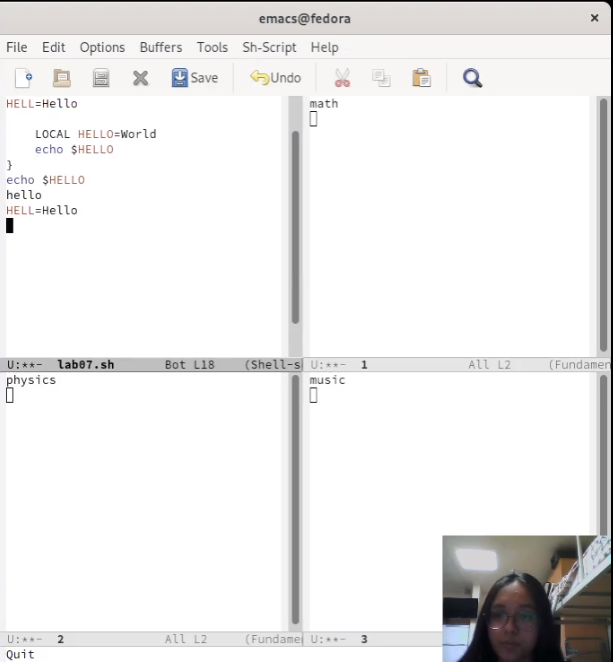 emacs@fedora ×
File Edit Options Buffers Tools Sh-Script Help
Save Undo
HELL=Hello
LOCAL HELLO=World
echo $HELLO
}
echo $HELLO
hello
HELL=Hello
math
U:**- lab07.sh Bot L18 (Shell-s
U:**- 1 All L2 (Fundamen
physics
music
U:**- 2 All L2 (Fundamen
U:**- 3
Quit